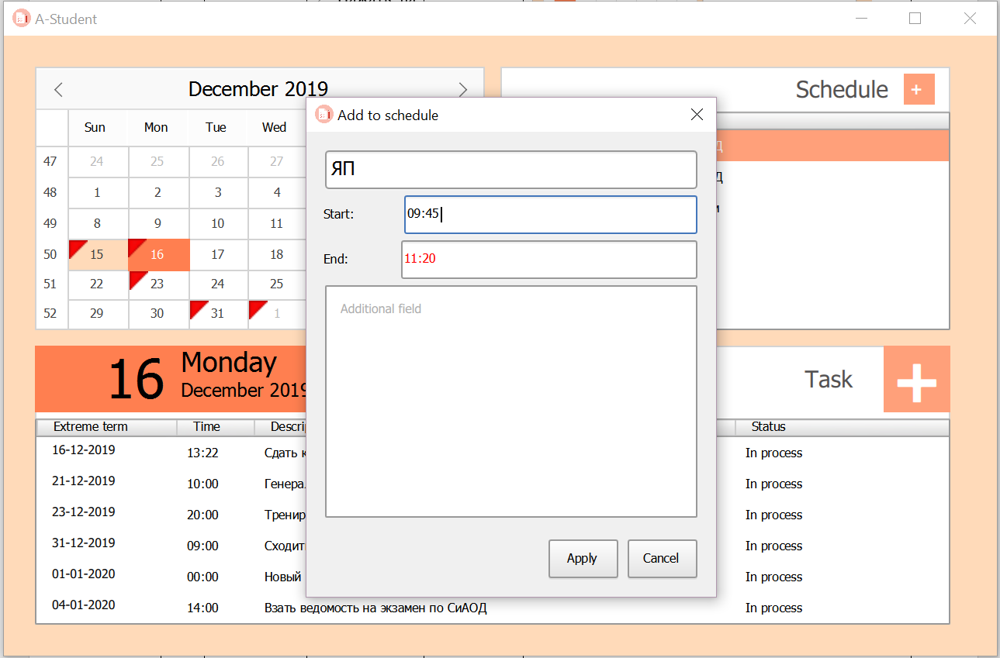 A-Student
December 2019
Schedule +
Add to schedule
Sun Mon Tue Wed
47 24 25 26 27
48 1 2 3 4
49 8 9 10 11
50 15 16 17 18
51 22 23 24 25
52 29 30 31 1
ЯП
Start: 09:45
End: 11:20
Additional field
Apply Cancel
16 Monday
December 2019
Task
Extreme term Time Descri Status
16-12-2019 13:22 Сдать In process
21-12-2019 10:00 Генера In process
23-12-2019 20:00 Тренир In process
31-12-2019 09:00 Сходит In process
01-01-2020 00:00 Новый In process
04-01-2020 14:00 Взать ведомость на экзамен по СиАОД In process